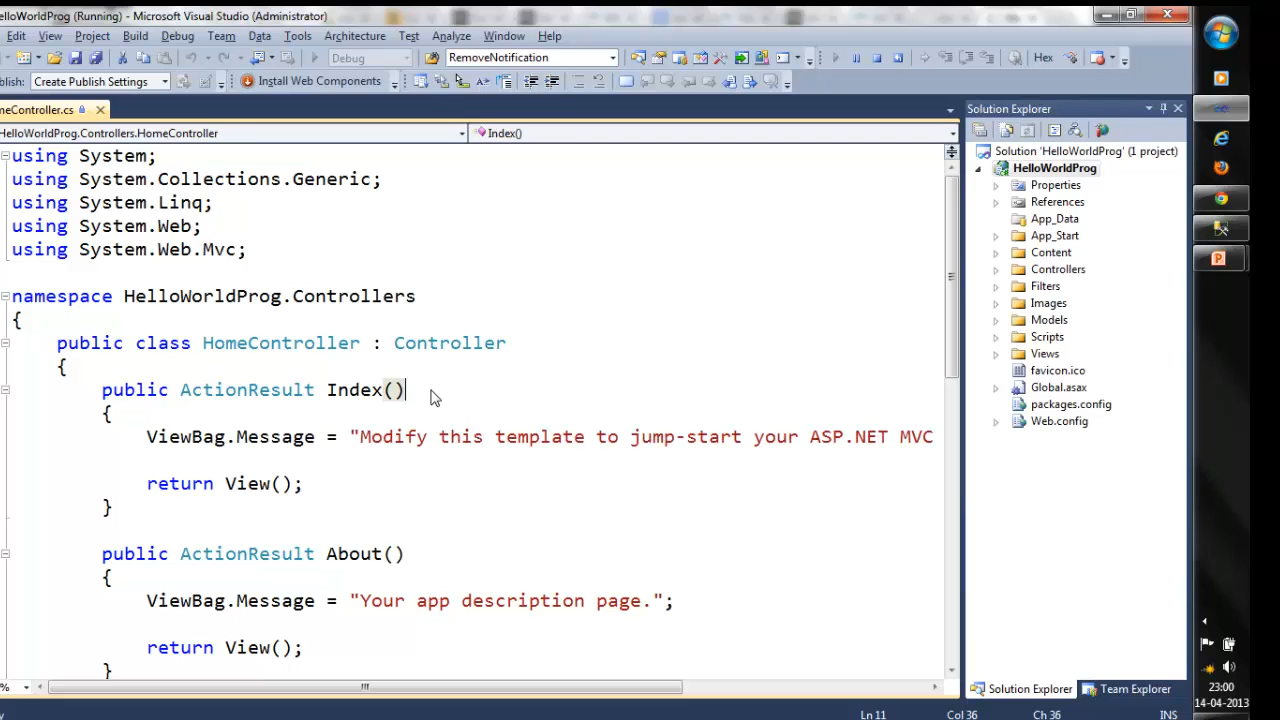 elloWorldProg (Running) - Microsoft Visual Studio (Administrator)
Edit View Project Build Debug Team Data Tools Architecture Test Analyze Window Help
Debug RemoveNotification Hex
blish: Create Publish Settings Install Web Components
meController.cs
HelloWorldProg.Controllers.HomeController Index()
using System;
using System.Collections.Generic;
using System.Linq;
using System.Web;
using System.Web.Mvc;
namespace HelloWorldProg.Controllers
{
public class HomeController : Controller
{
public ActionResult Index()
{
ViewBag.Message = "Modify this template to jump-start your ASP.NET MVC
return View();
}
public ActionResult About()
{
ViewBag.Message = "Your app description page.";
return View();
}
%
Solution Explorer
Solution 'HelloWorldProg' (1 project)
HelloWorldProg
Properties
References
App_Data
App_Start
Content
Controllers
Filters
Images
Models
Scripts
Views
favicon.ico
Global.asax
packages.config
Web.config
Solution Explorer Team Explorer
y Ln 11 Col 36 Ch 36 INS
23:00
14-04-2013